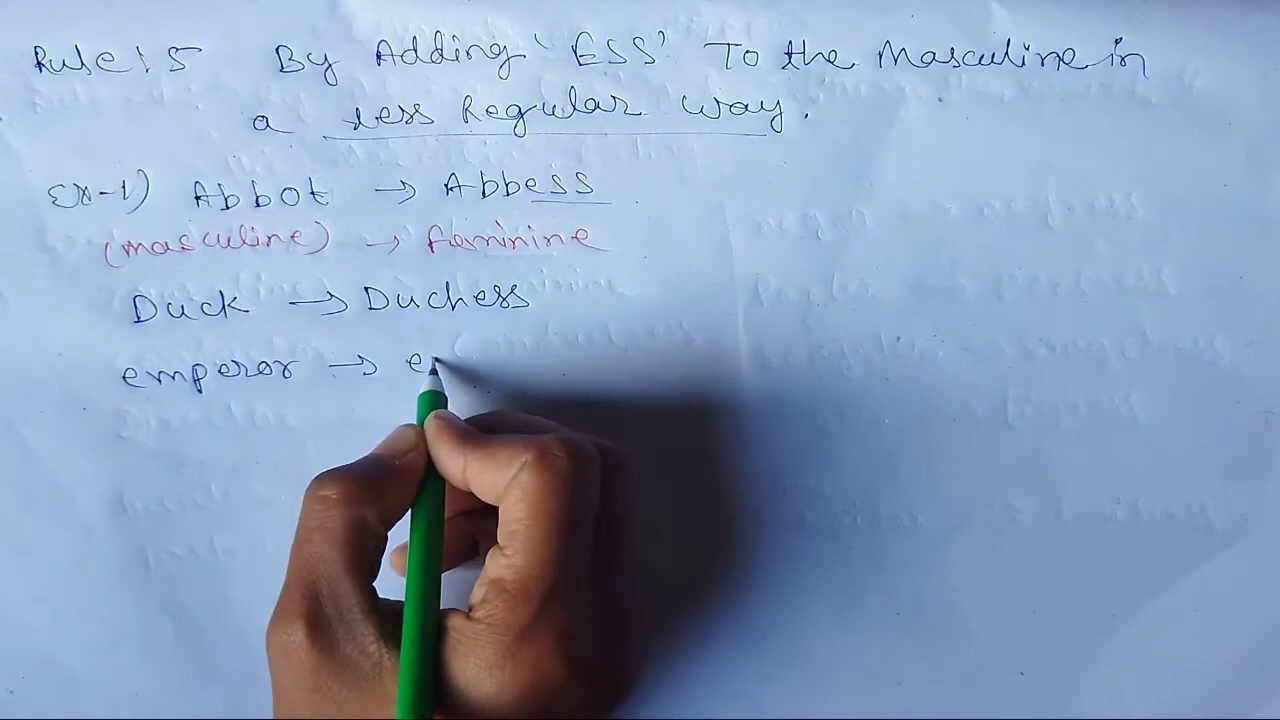 Rule: 5 By Adding 'ESS' To the Masculine in
a less Regular way.
Ex-1) Abbot → Abbess
(masculine) → feminine
Duck → Duchess
emperor → e